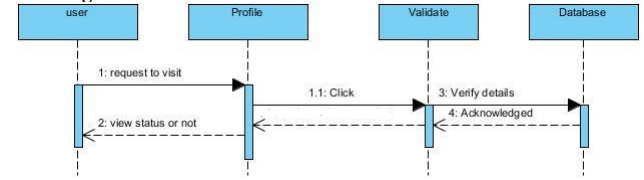 user
Profile
Validate
Database
1: request to visit
1.1: Click
3: Verify details
4: Acknowledged
2: view status or not